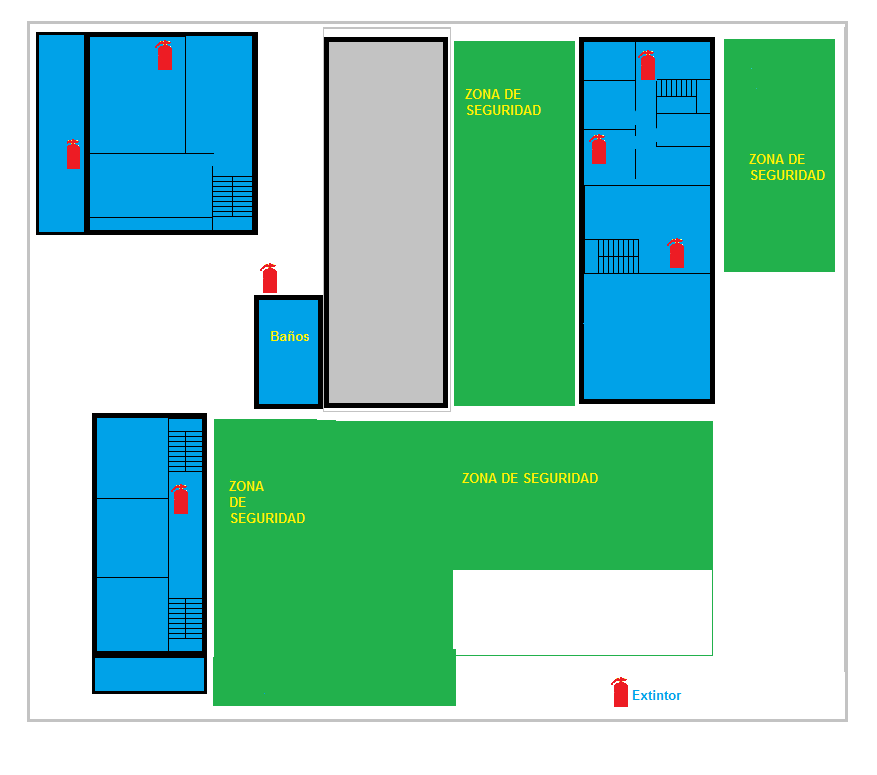 ZONA DE
SEGURIDAD
ZONA DE
SEGURIDAD
Baños
ZONA
DE
SEGURIDAD
ZONA DE SEGURIDAD
Extintor